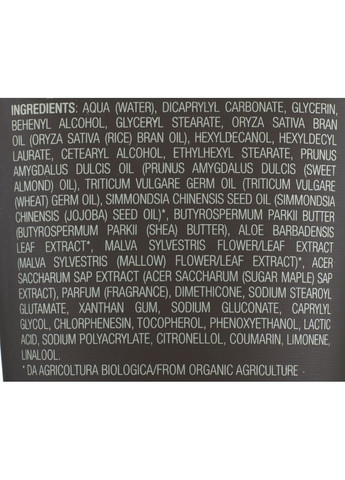 INGREDIENTS: AQUA (WATER), DICAPRYLYL CARBONATE, GLYCERIN,
BEHENYL ALCOHOL, GLYCERYL STEARATE, ORYZA SATIVA BRAN
OIL (ORYZA SATIVA (RICE) BRAN OIL), HEXYLDECANOL, HEXYLDECYL
LAURATE, CETEARYL ALCOHOL, ETHYLHEXYL STEARATE, PRUNUS
AMYGDALUS DULCIS OIL (PRUNUS AMYGDALUS DULCIS (SWEET
ALMOND) OIL), TRITICUM VULGARE GERM OIL (TRITICUM VULGARE
(WHEAT) GERM OIL), SIMMONDSIA CHINENSIS SEED OIL (SIMMONDSIA
CHINENSIS (JOJOBA) SEED OIL)*, BUTYROSPERMUM PARKII BUTTER
(BUTYROSPERMUM PARKII (SHEA) BUTTER), ALOE BARBADENSIS
LEAF EXTRACT*, MALVA SYLVESTRIS FLOWER/LEAF EXTRACT
(MALVA SYLVESTRIS (MALLOW) FLOWER/LEAF EXTRACT)*, ACER
SACCHARUM SAP EXTRACT (ACER SACCHARUM (SUGAR MAPLE) SAP
EXTRACT), PARFUM (FRAGRANCE), DIMETHICONE, SODIUM STEAROYL
GLUTAMATE, XANTHAN GUM, SODIUM GLUCONATE, CAPRYLYL
GLYCOL, CHLORPHENESIN, TOCOPHEROL, PHENOXYETHANOL, LACTIC
ACID, SODIUM POLYACRYLATE, CITRONELLOL, COUMARIN, LIMONENE,
LINALOOL.
*DA AGRICOLTURA BIOLOGICA/FROM ORGANIC AGRICULTURE